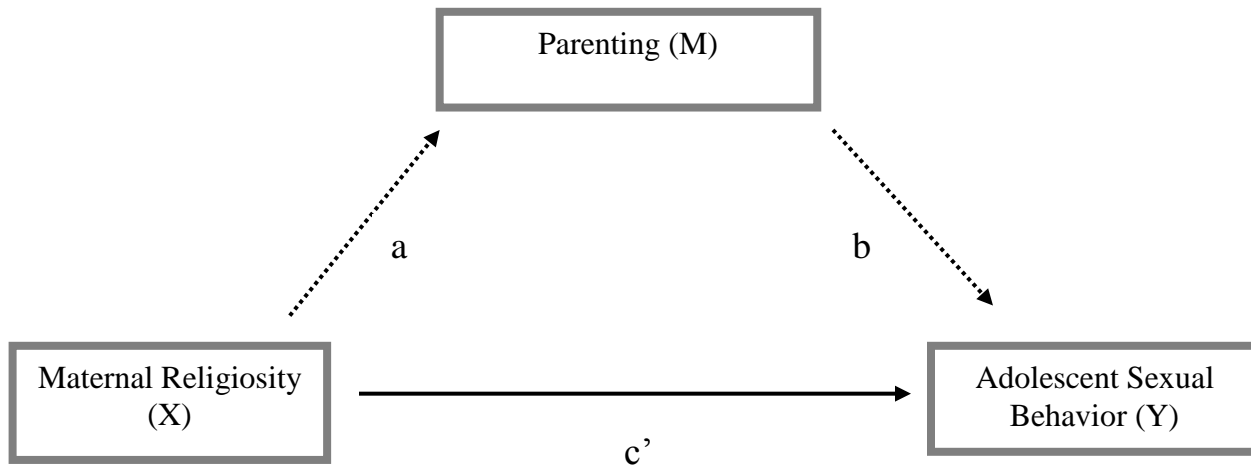 Parenting (M)
a
b
Maternal Religiosity
(X)
Adolescent Sexual
Behavior (Y)
c’